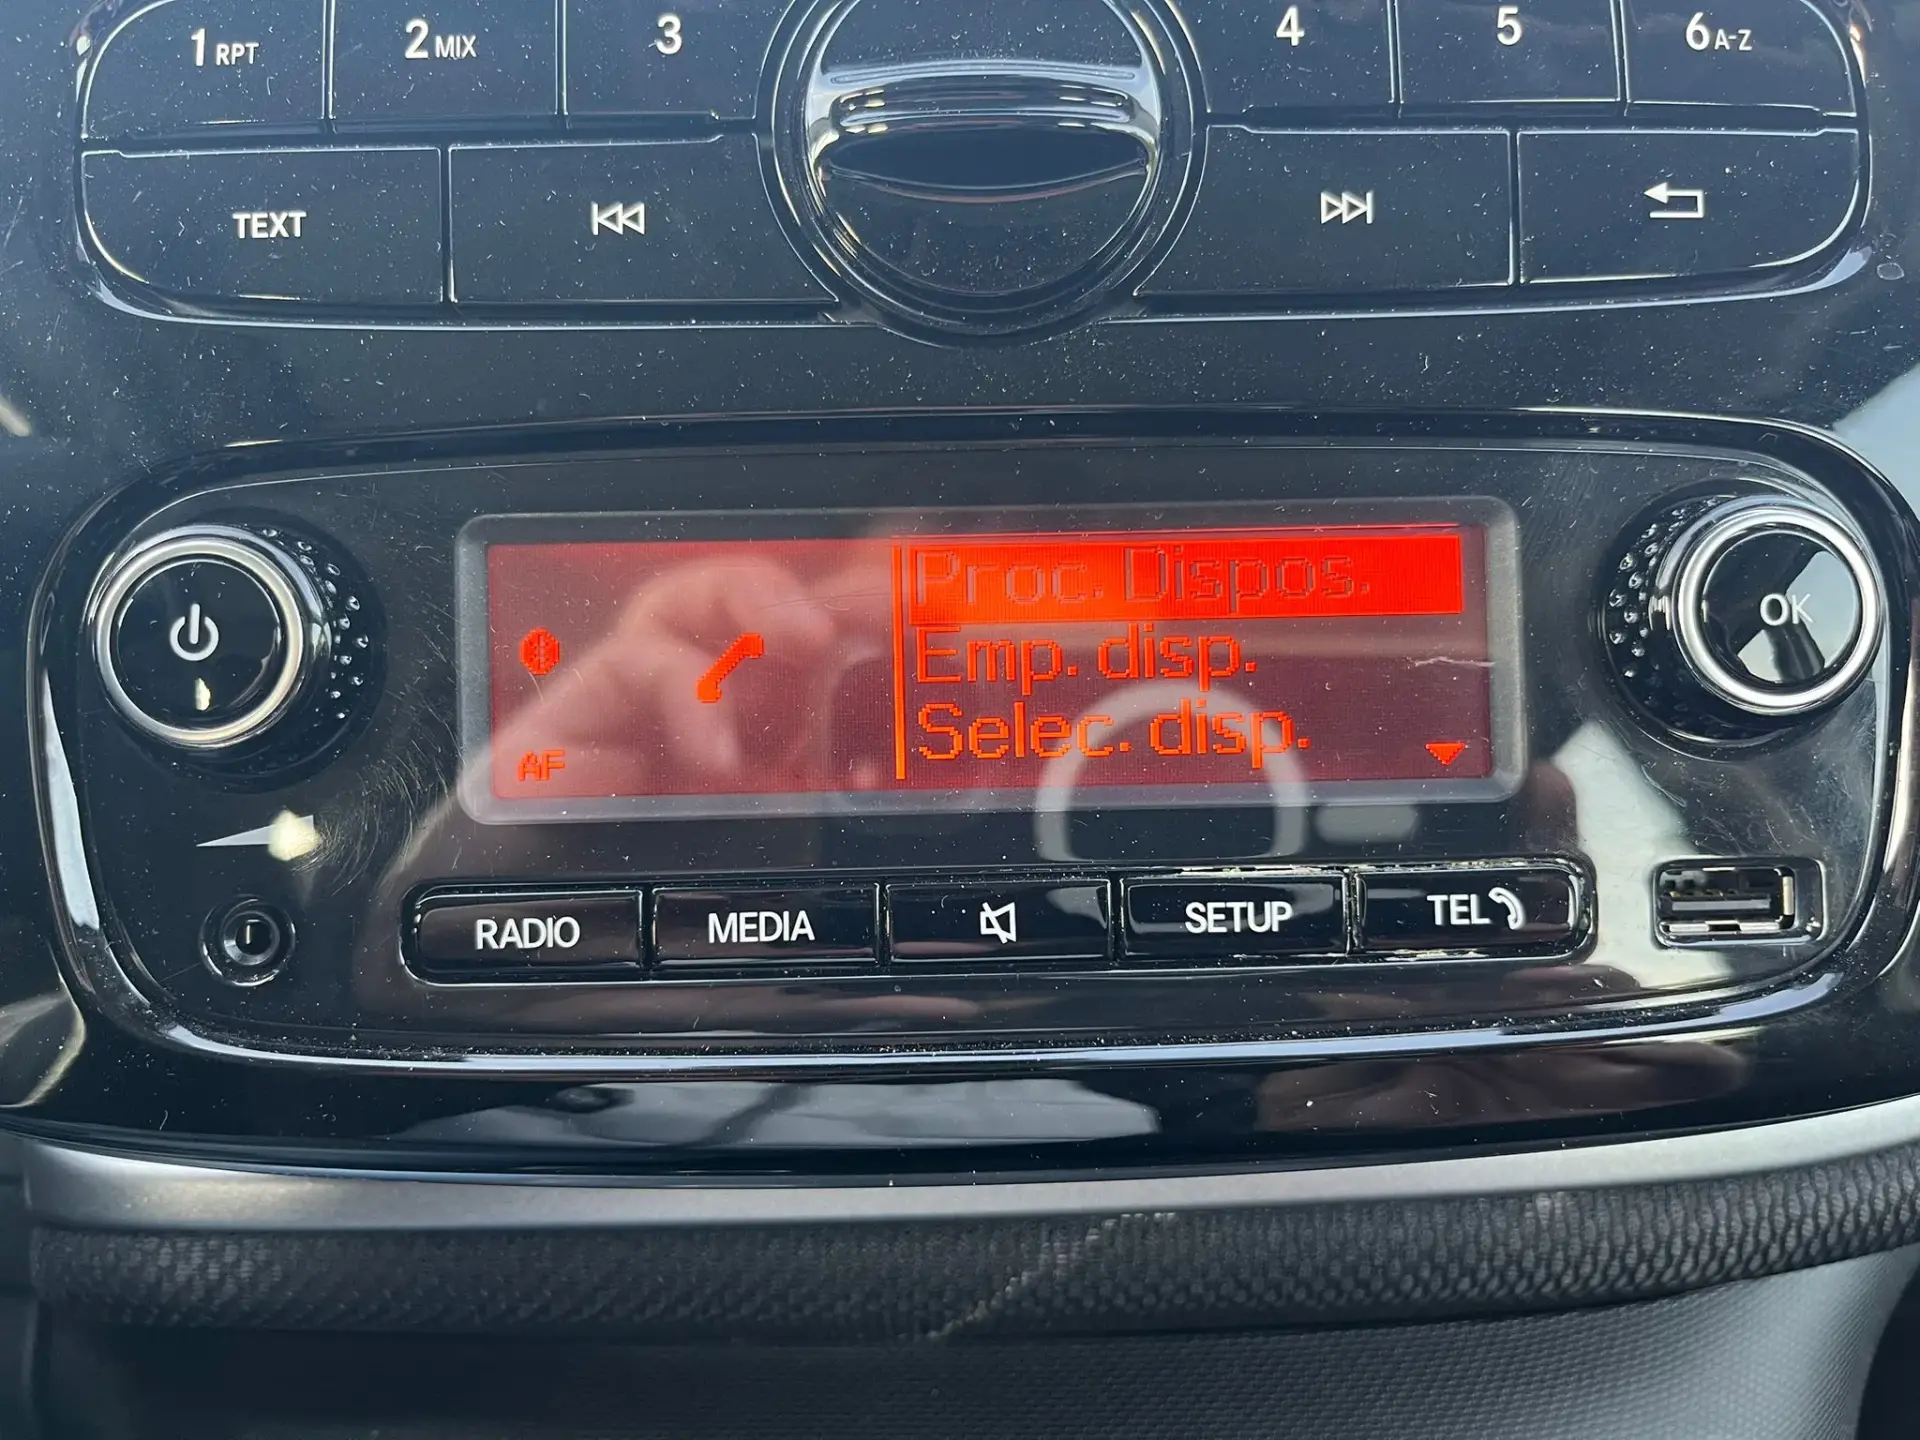 1 RPT
2 MIX
3
4
5
6 A-Z
TEXT
Proc. Dispos.
Emp. disp.
Selec. disp.
AF
OK
RADIO
MEDIA
SETUP
TEL